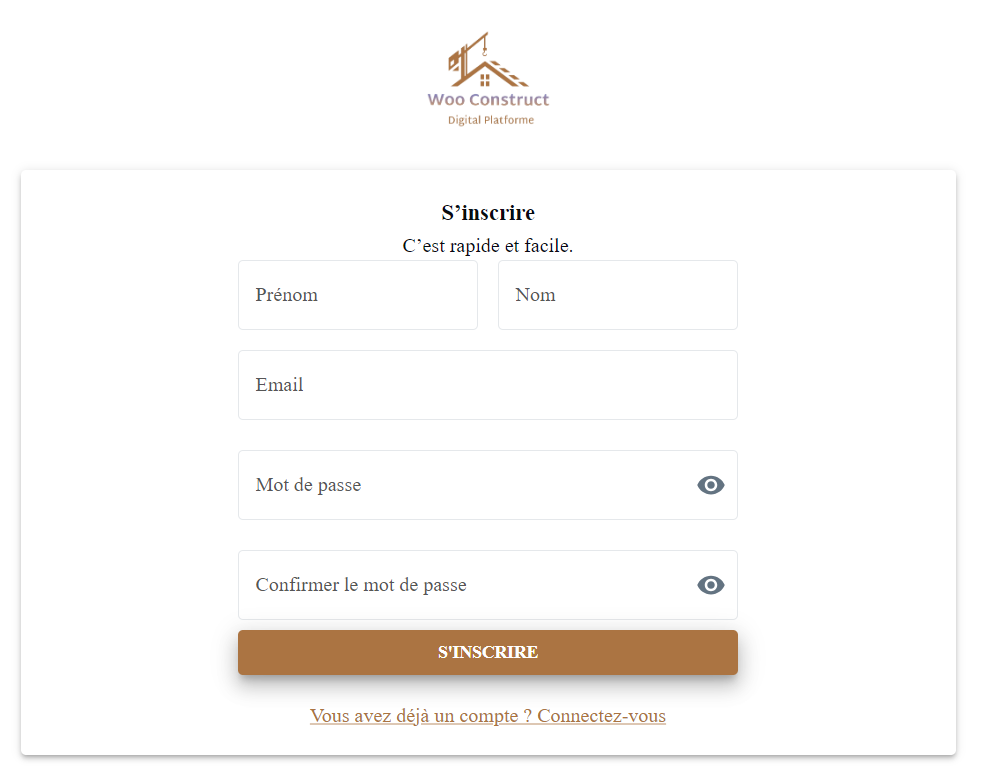 Woo Construct
Digital Platforme
S’inscrire
C’est rapide et facile.
Prénom Nom
Email
Mot de passe
Confirmer le mot de passe
S'INSCRIRE
Vous avez déjà un compte ? Connectez-vous